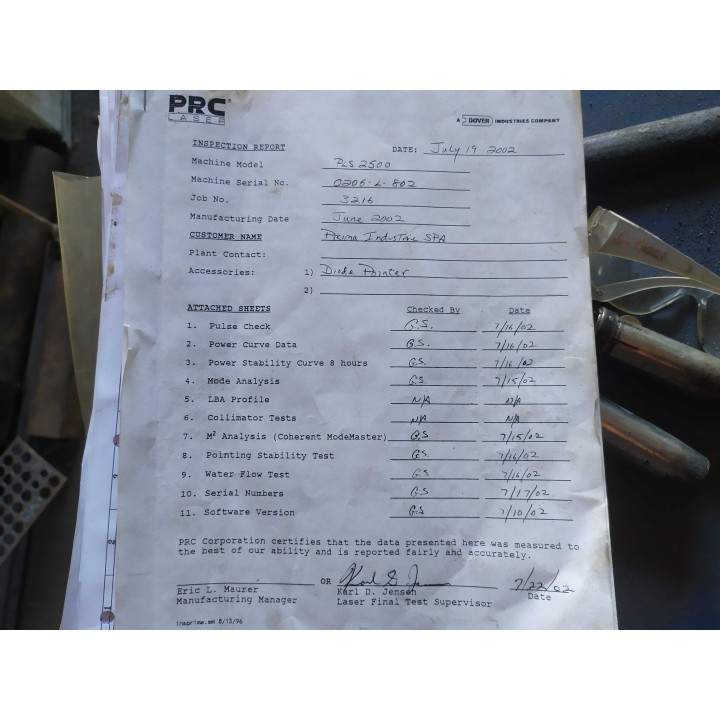 PRC
LASER
A DOVER INDUSTRIES COMPANY
INSPECTION REPORT DATE: July 19 2002
Machine Model PLS 2500
Machine Serial No. 0206-L-802
Job No. 3216
Manufacturing Date June 2002
CUSTOMER NAME Prima Industrie SPA
Plant Contact:
Accessories: 1) Diode Pointer
2)
ATTACHED SHEETS Checked By Date
1. Pulse Check G.S. 7/16/02
2. Power Curve Data G.S. 7/16/02
3. Power Stability Curve 8 hours GS 7/16/02
4. Mode Analysis GS 7/15/02
5. LBA Profile N/A N/A
6. Collimator Tests N/A N/A
7. M² Analysis (Coherent ModeMaster) GS 7/15/02
8. Pointing Stability Test GS 7/16/02
9. Water Flow Test GS 7/16/02
10. Serial Numbers GS 7/17/02
11. Software Version GS 7/10/02
PRC Corporation certifies that the data presented here was measured to
the best of our ability and is reported fairly and accurately.
OR 7/22/02
Eric L. Maurer Karl D. Jensen Date
Manufacturing Manager Laser Final Test Supervisor
insprime.sm 8/13/96